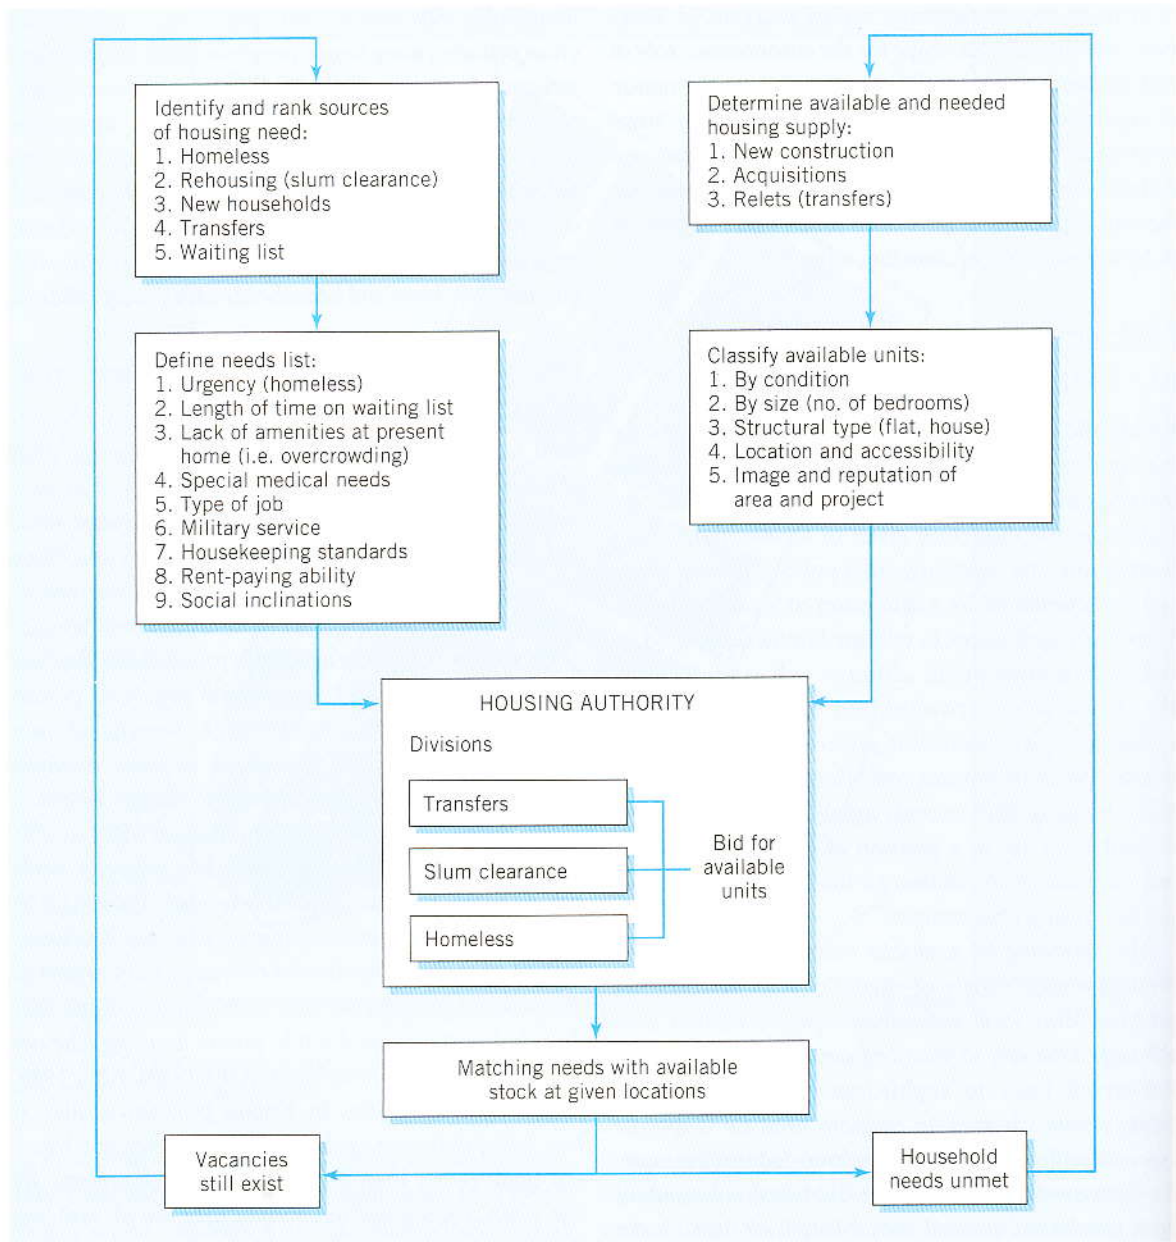 Identify and rank sources
of housing need:
1. Homeless
2. Rehousing (slum clearance)
3. New households
4. Transfers
5. Waiting list
Determine available and needed
housing supply:
1. New construction
2. Acquisitions
3. Relets (transfers)
Define needs list:
1. Urgency (homeless)
2. Length of time on waiting list
3. Lack of amenities at present
home (i.e. overcrowding)
4. Special medical needs
5. Type of job
6. Military service
7. Housekeeping standards
8. Rent-paying ability
9. Social inclinations
Classify available units:
1. By condition
2. By size (no. of bedrooms)
3. Structural type (flat, house)
4. Location and accessibility
5. Image and reputation of
area and project
HOUSING AUTHORITY
Divisions
Transfers
Slum clearance
Homeless
Bid for
available
units
Matching needs with available
stock at given locations
Vacancies
still exist
Household
needs unmet